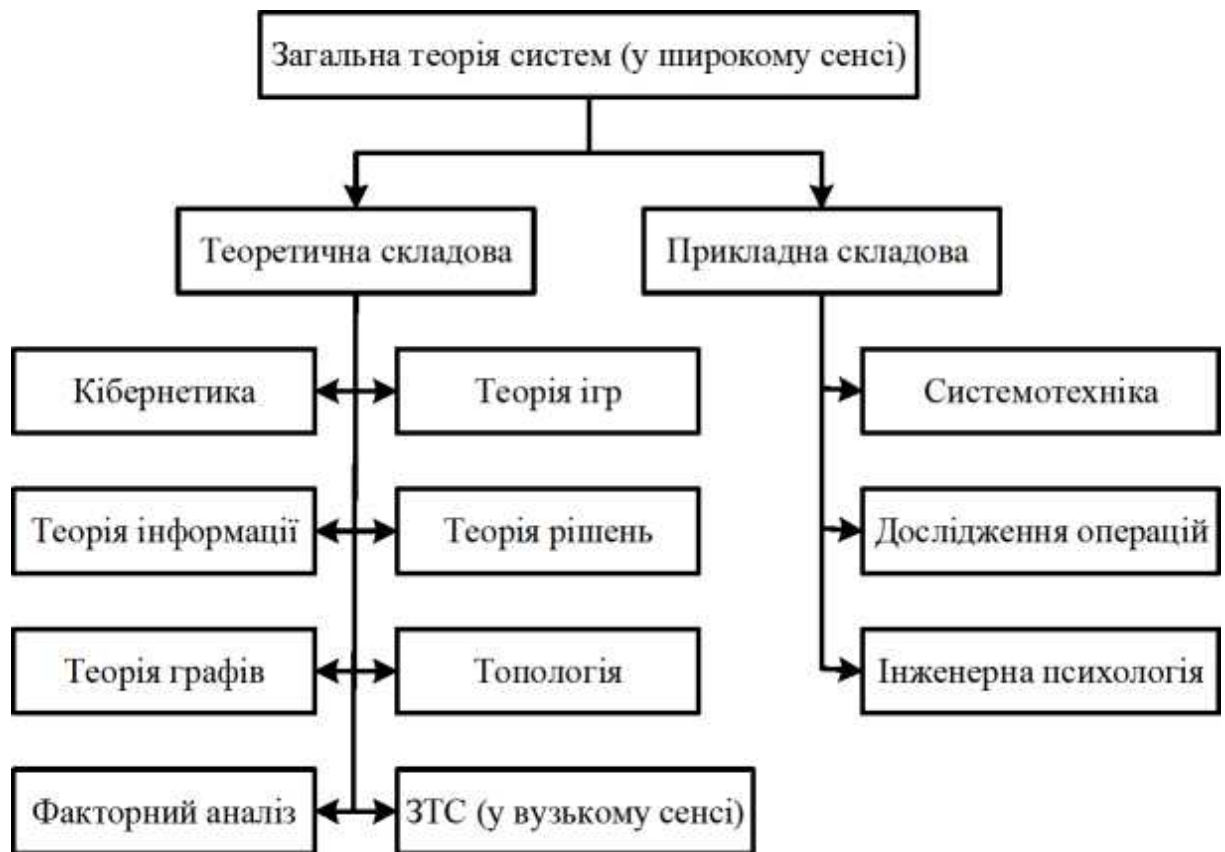 Загальна теорія систем (у широкому сенсі)
Теоретична складова
Прикладна складова
Кібернетика
Теорія ігр
Системотехніка
Теорія інформації
Теорія рішень
Дослідження операцій
Теорія графів
Топологія
Інженерна психологія
Факторний аналіз
ЗТС (у вузькому сенсі)